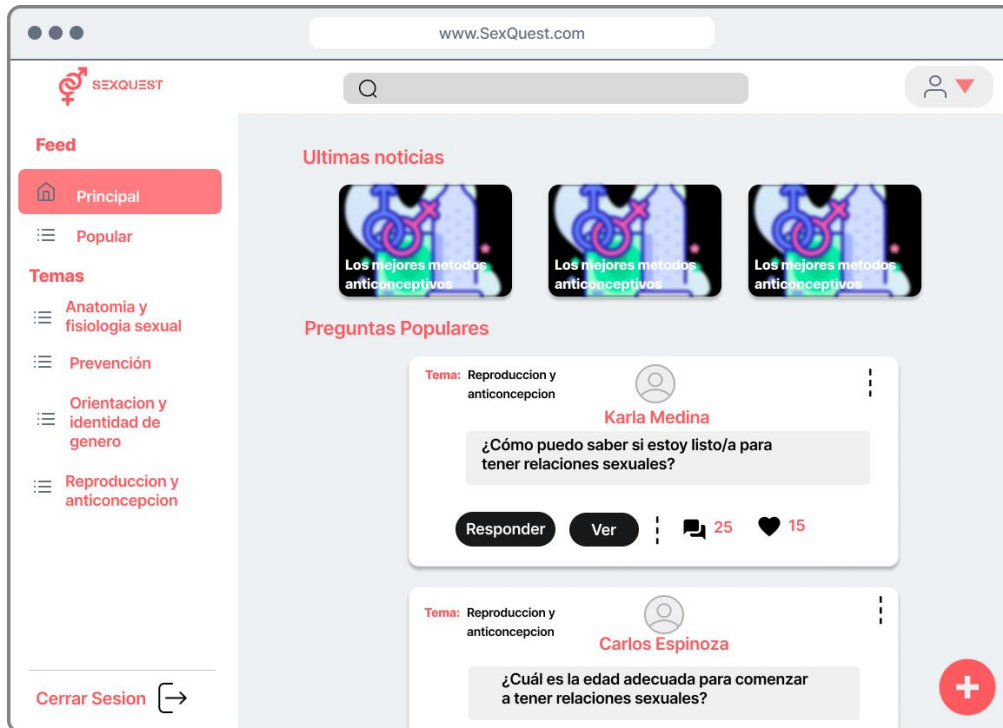 www.SexQuest.com
SEXQUEST
Feed
Principal
Popular
Temas
Anatomia y
fisiologia sexual
Prevención
Orientacion y
identidad de
genero
Reproduccion y
anticoncepcion
Cerrar Sesion
Ultimas noticias
Los mejores metodos
anticonceptivos
Los mejores metodos
anticonceptivos
Los mejores metodos
anticonceptivos
Preguntas Populares
Tema: Reproduccion y
anticoncepcion
Karla Medina
¿Cómo puedo saber si estoy listo/a para
tener relaciones sexuales?
Responder Ver 25 15
Tema: Reproduccion y
anticoncepcion
Carlos Espinoza
¿Cuál es la edad adecuada para comenzar
a tener relaciones sexuales?